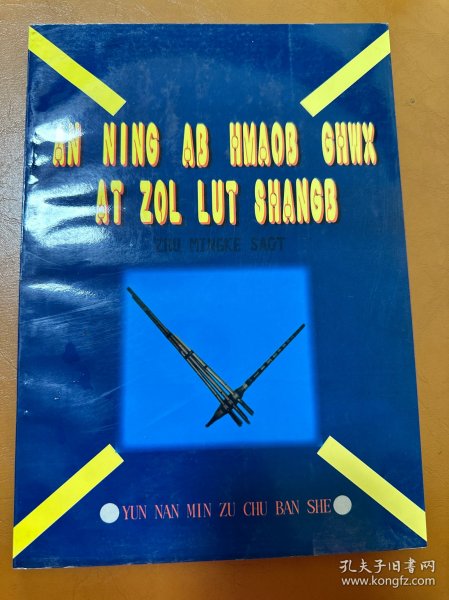 AN NING AB HMAOB GHWX
AT ZOL LUT SHANGB
ZHU MINGKE SAOT
YUN NAN MIN ZU CHU BAN SHE
孔夫子旧书网
www.kongfz.com